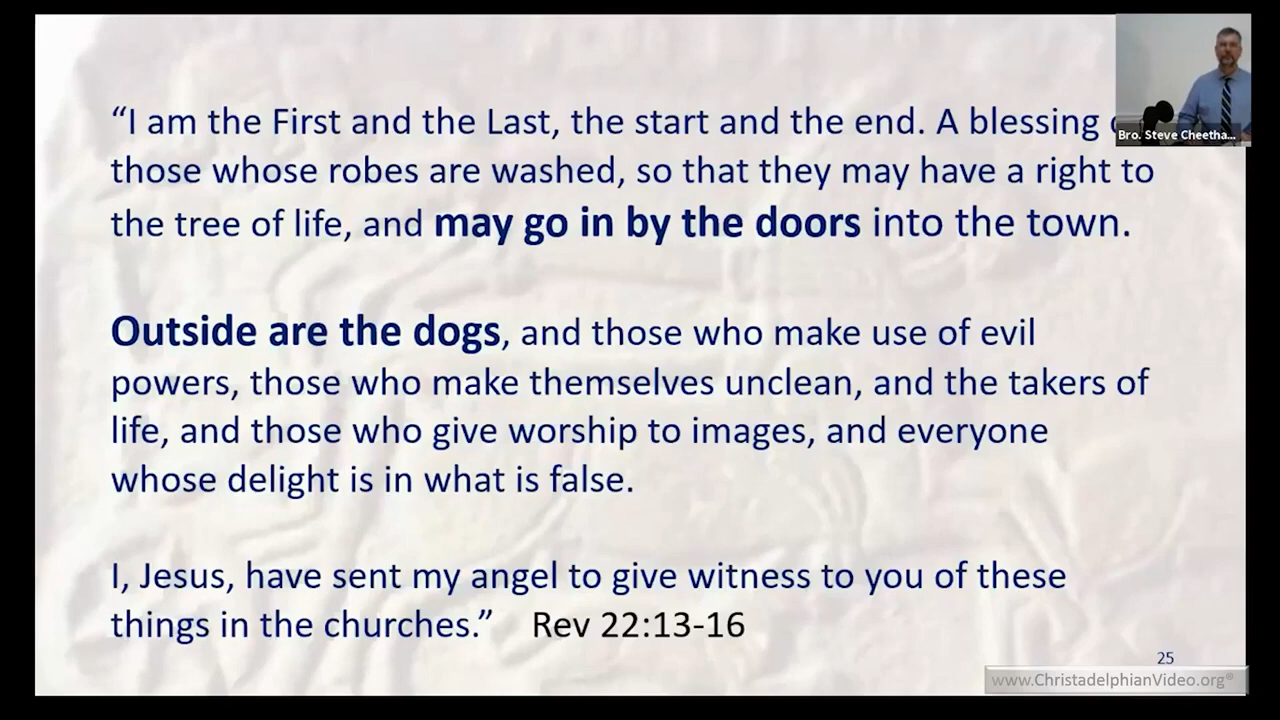 “I am the First and the Last, the start and the end. A blessing
those whose robes are washed, so that they may have a right to
the tree of life, and may go in by the doors into the town.
Outside are the dogs, and those who make use of evil
powers, those who make themselves unclean, and the takers of
life, and those who give worship to images, and everyone
whose delight is in what is false.
I, Jesus, have sent my angel to give witness to you of these
things in the churches.” Rev 22:13-16
Bro. Steve Cheetha...
25
www.ChristadelphianVideo.org®